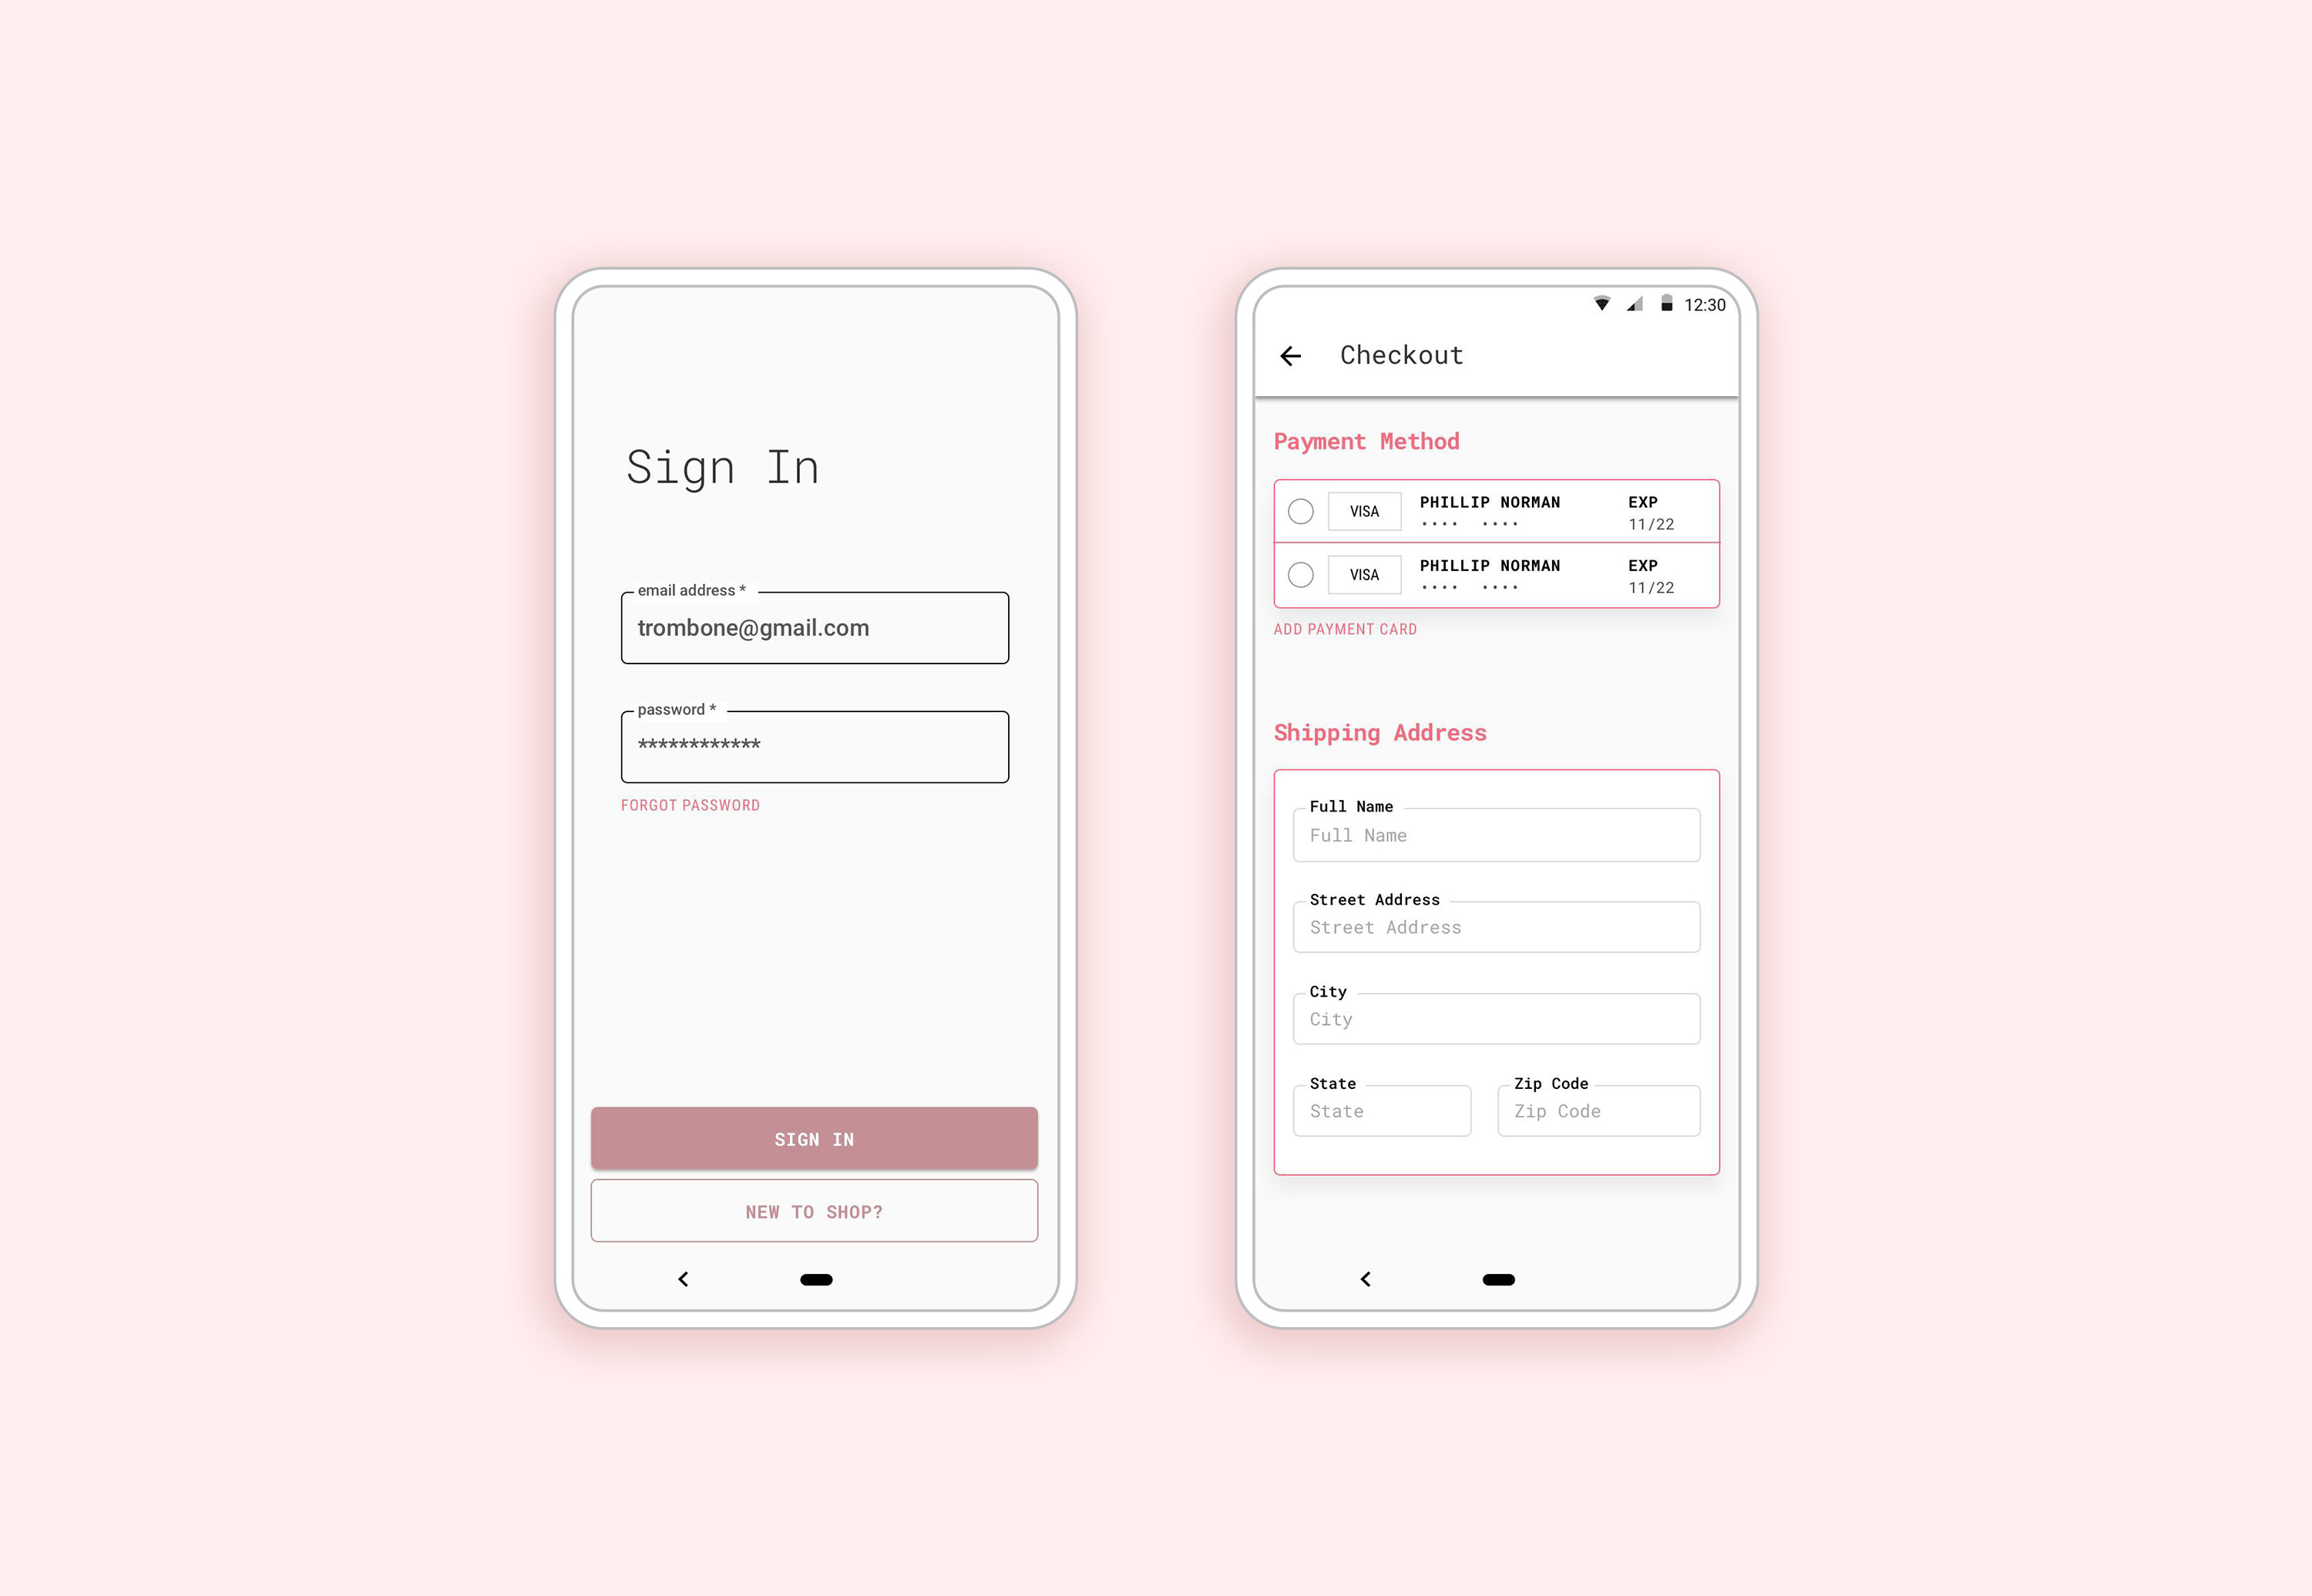 Sign In
email address *
trombone@gmail.com
password *
************
FORGOT PASSWORD
SIGN IN
NEW TO SHOP?
12:30
Checkout
Payment Method
VISA PHILLIP NORMAN EXP
•••• •••• 11/22
VISA PHILLIP NORMAN EXP
•••• •••• 11/22
ADD PAYMENT CARD
Shipping Address
Full Name
Full Name
Street Address
Street Address
City
City
State Zip Code
State Zip Code